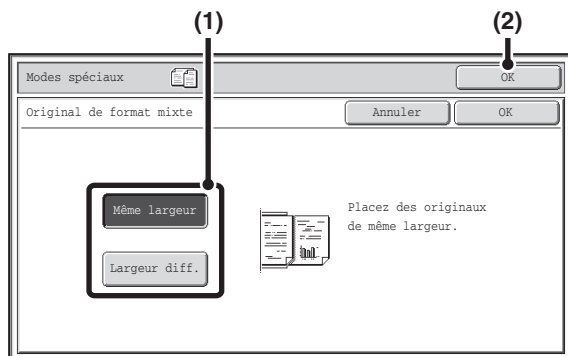 (1) (2)
Modes spéciaux OK
Original de format mixte Annuler OK
Même largeur
Placez des originaux
de même largeur.
Largeur diff.